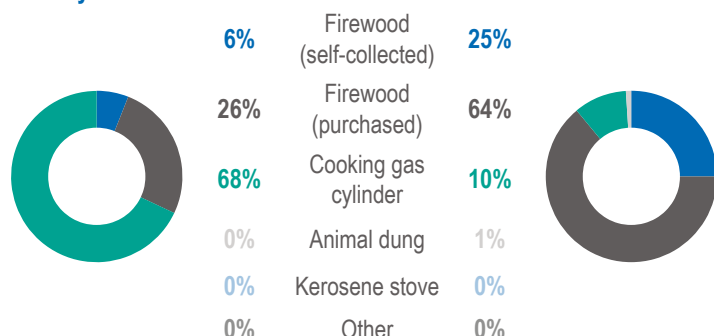 6% Firewood (self-collected) 25%
26% Firewood (purchased) 64%
68% Cooking gas cylinder 10%
0% Animal dung 1%
0% Kerosene stove 0%
0% Other 0%